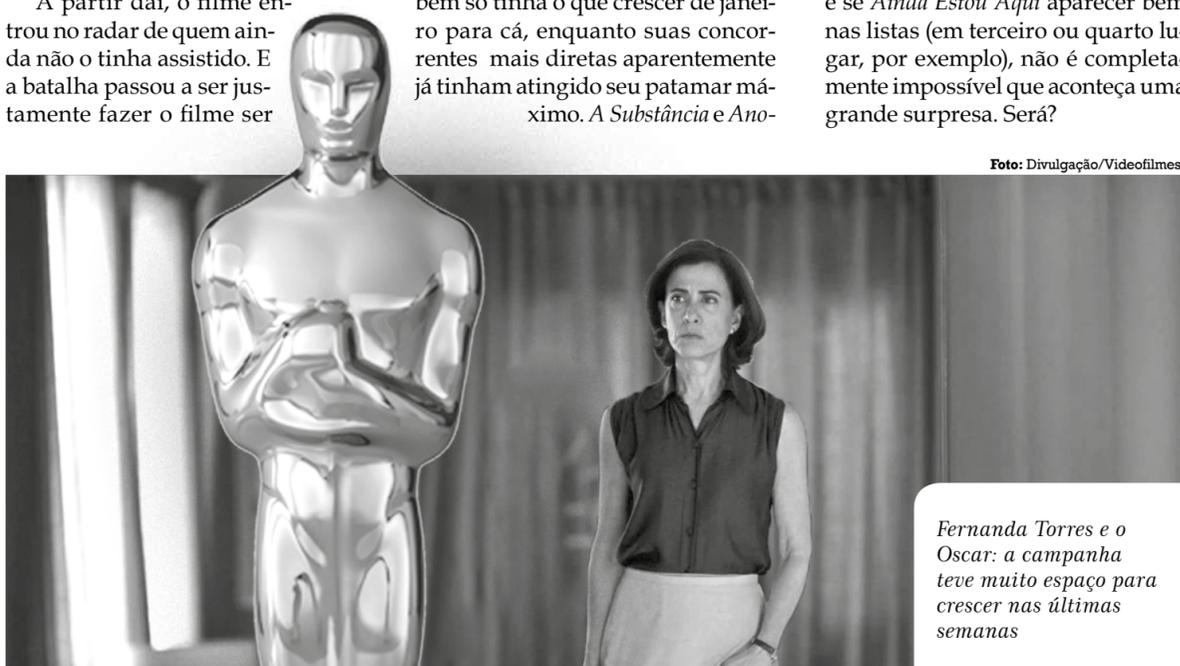 A partir daí, o filme en-
trou no radar de quem ain-
da não o tinha assistido. E
a batalha passou a ser jus-
tamente fazer o filme ser
bem só tinha o que crescer de janei-
ro para cá, enquanto suas concor-
rentes mais diretas aparentemente
já tinham atingido seu patamar má-
ximo. A Substância e Ano-
e se Ainda Estou Aqui aparecer bem
nas listas (em terceiro ou quarto lu-
gar, por exemplo), não é completa-
mente impossível que aconteça uma
grande surpresa. Será?
Foto: Divulgação/Videofilmes
Fernanda Torres e o
Oscar: a campanha
teve muito espaço para
crescer nas últimas
semanas